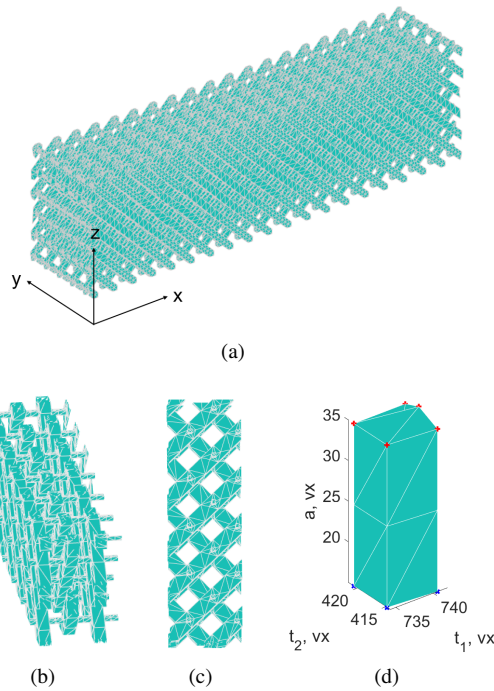 z
y
x
(a)
35
30
25
20
a, vx
420
415
740
735
t₂, vx
t₁, vx
(b)
(c)
(d)